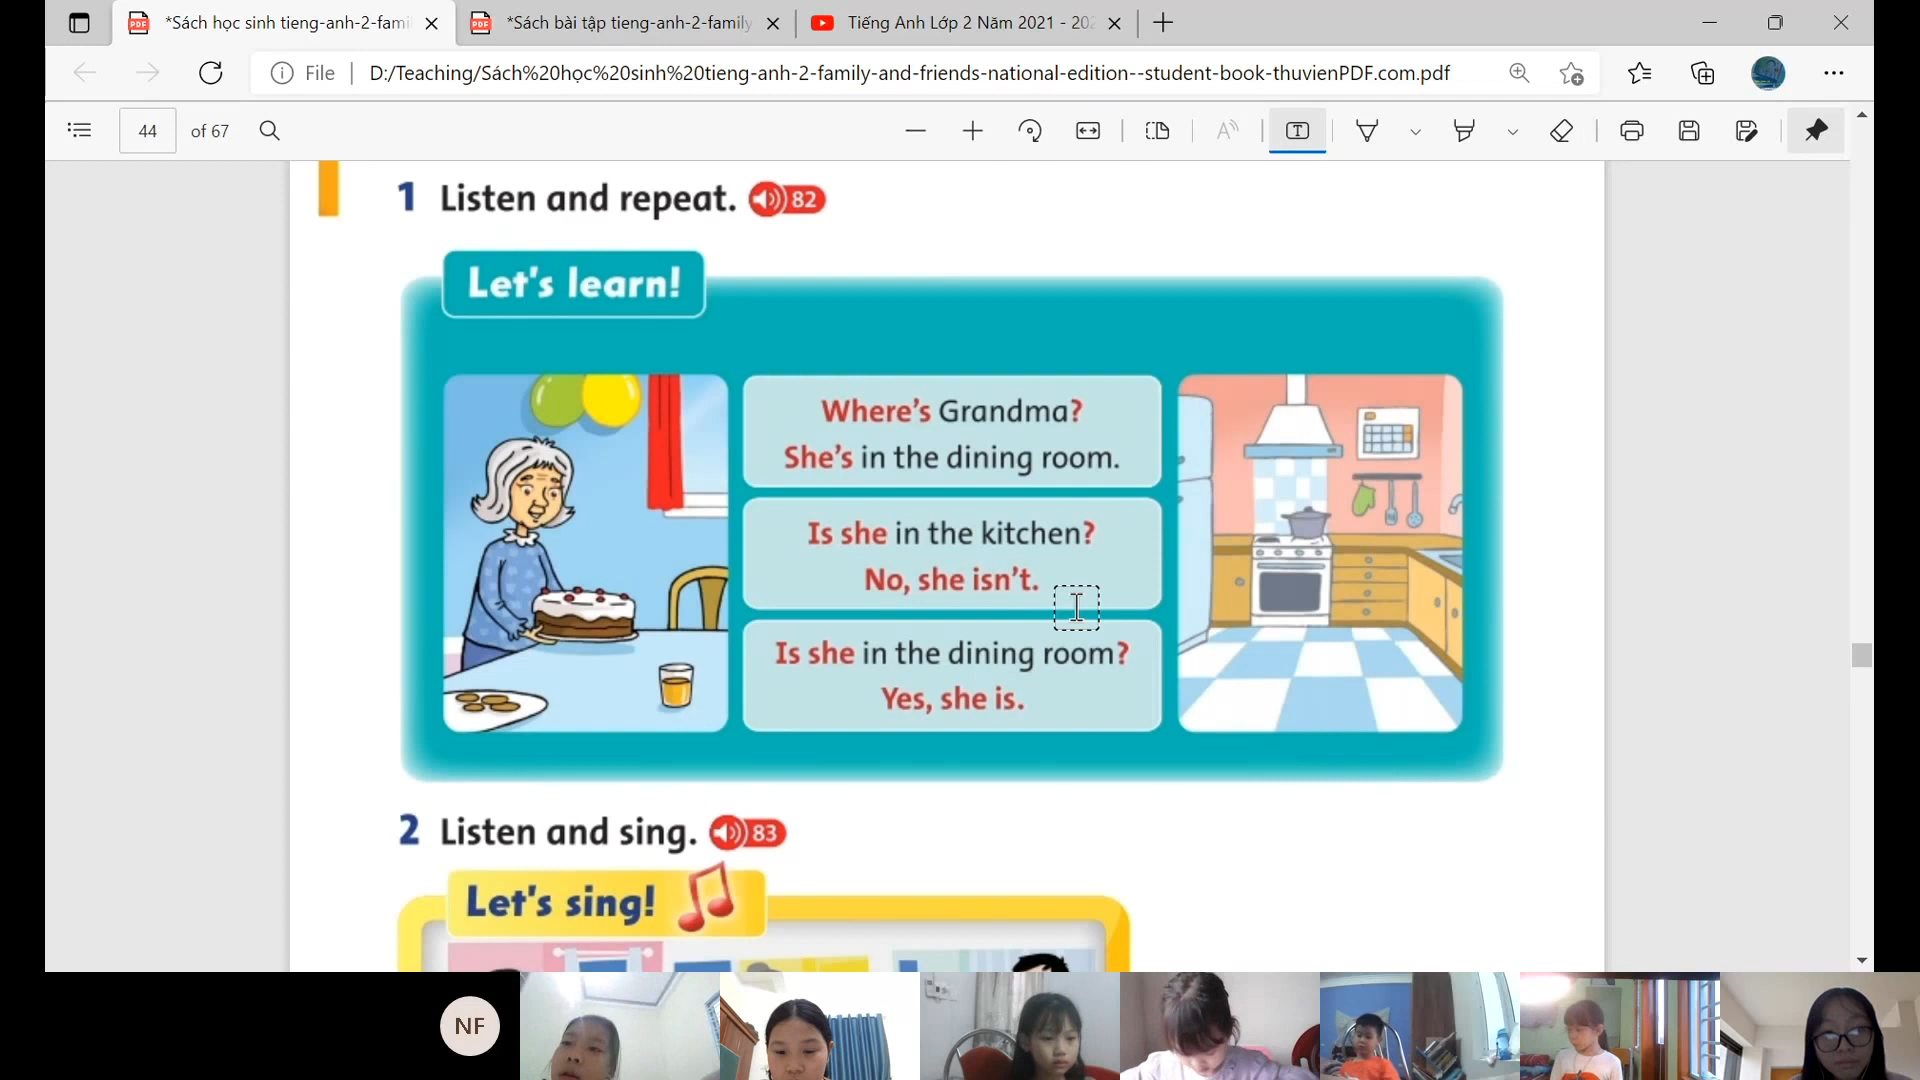 *Sách học sinh tieng-anh-2-fami
*Sách bài tập tieng-anh-2-family
Tiếng Anh Lớp 2 Năm 2021 - 202
File
D:/Teaching/Sách%20học%20sinh%20tieng-anh-2-family-and-friends-national-edition--student-book-thuvienPDF.com.pdf
44 of 67
1 Listen and repeat. 82
Let's learn!
Where's Grandma?
She's in the dining room.
Is she in the kitchen?
No, she isn't.
Is she in the dining room?
Yes, she is.
2 Listen and sing. 83
Let's sing!
NF